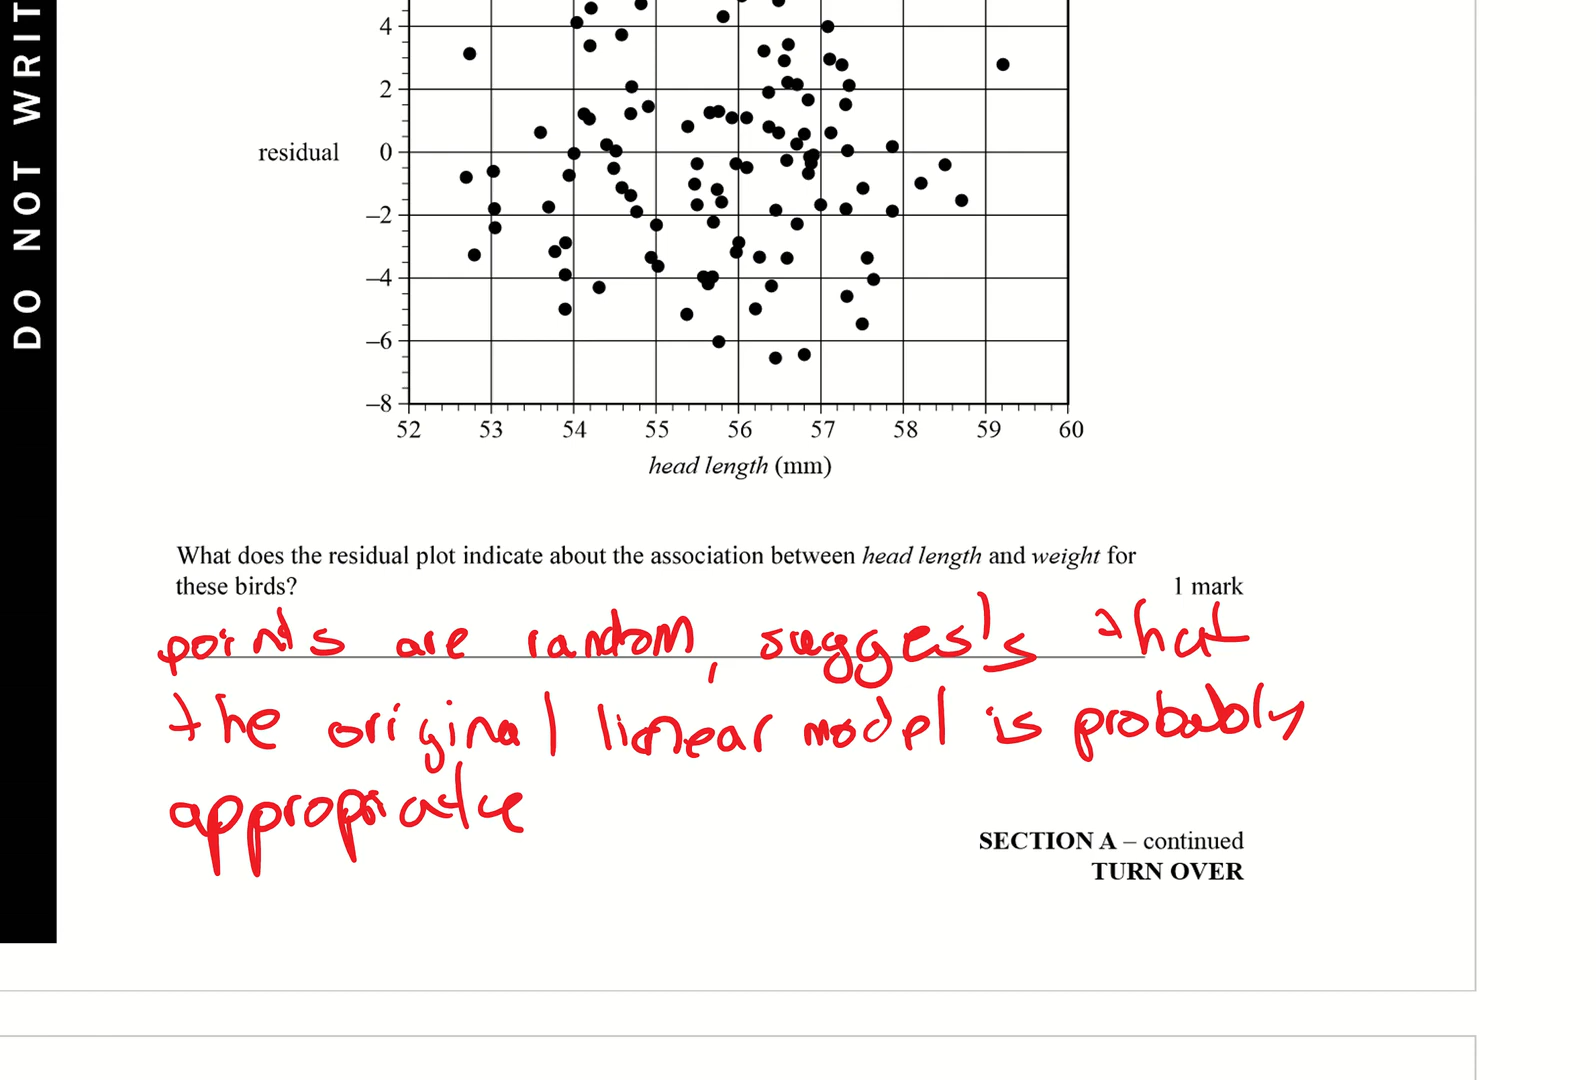 DO NOT WRIT
4
2
residual 0
–2
–4
–6
–8
52 53 54 55 56 57 58 59 60
head length (mm)
What does the residual plot indicate about the association between head length and weight for
these birds? 1 mark
points are random, suggests that
the original linear model is probably
appropriate
SECTION A – continued
TURN OVER